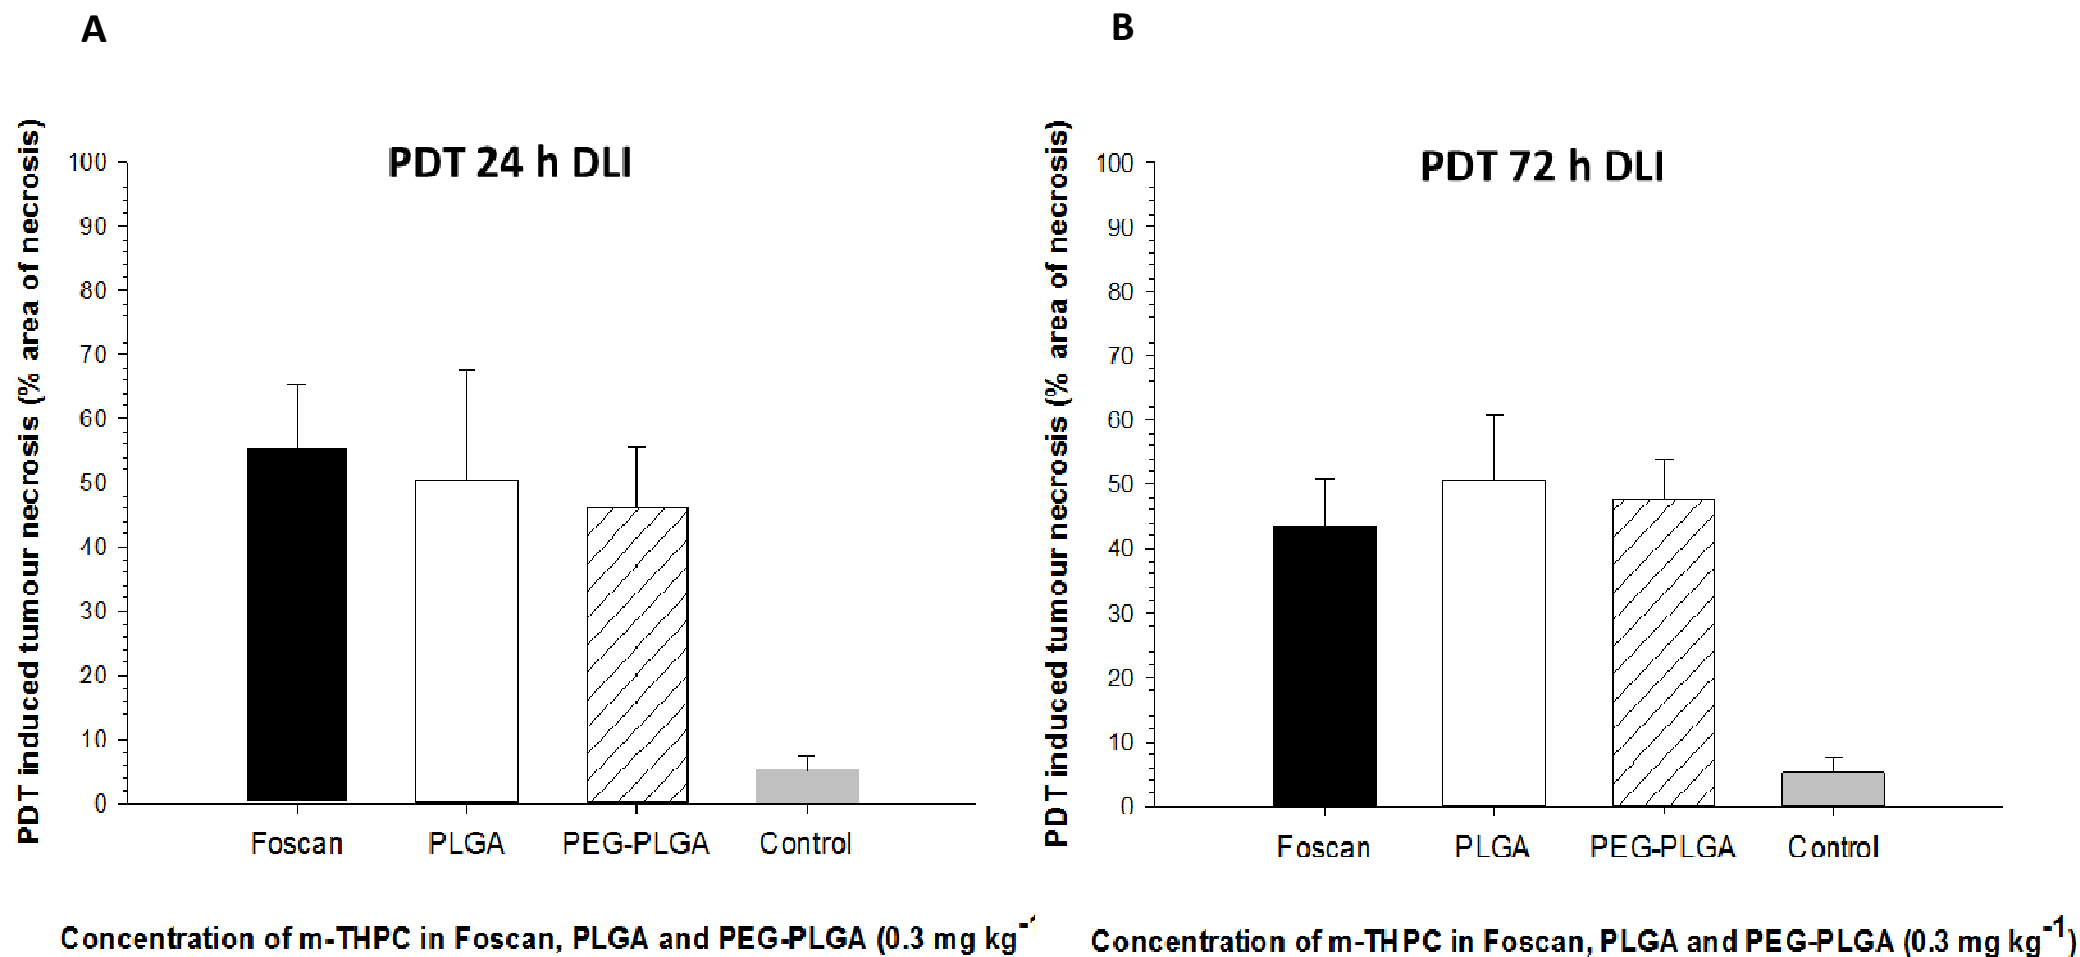 A
PDT 24 h DLI
PDT induced tumour necrosis (% area of necrosis)
100
90
80
70
60
50
40
30
20
10
0
Foscan PLGA PEG-PLGA Control
Concentration of m-THPC in Foscan, PLGA and PEG-PLGA (0.3 mg kg-1
B
PDT 72 h DLI
PDT induced tumour necrosis (% area of necrosis)
100
90
80
70
60
50
40
30
20
10
0
Foscan PLGA PEG-PLGA Control
Concentration of m-THPC in Foscan, PLGA and PEG-PLGA (0.3 mg kg-1)